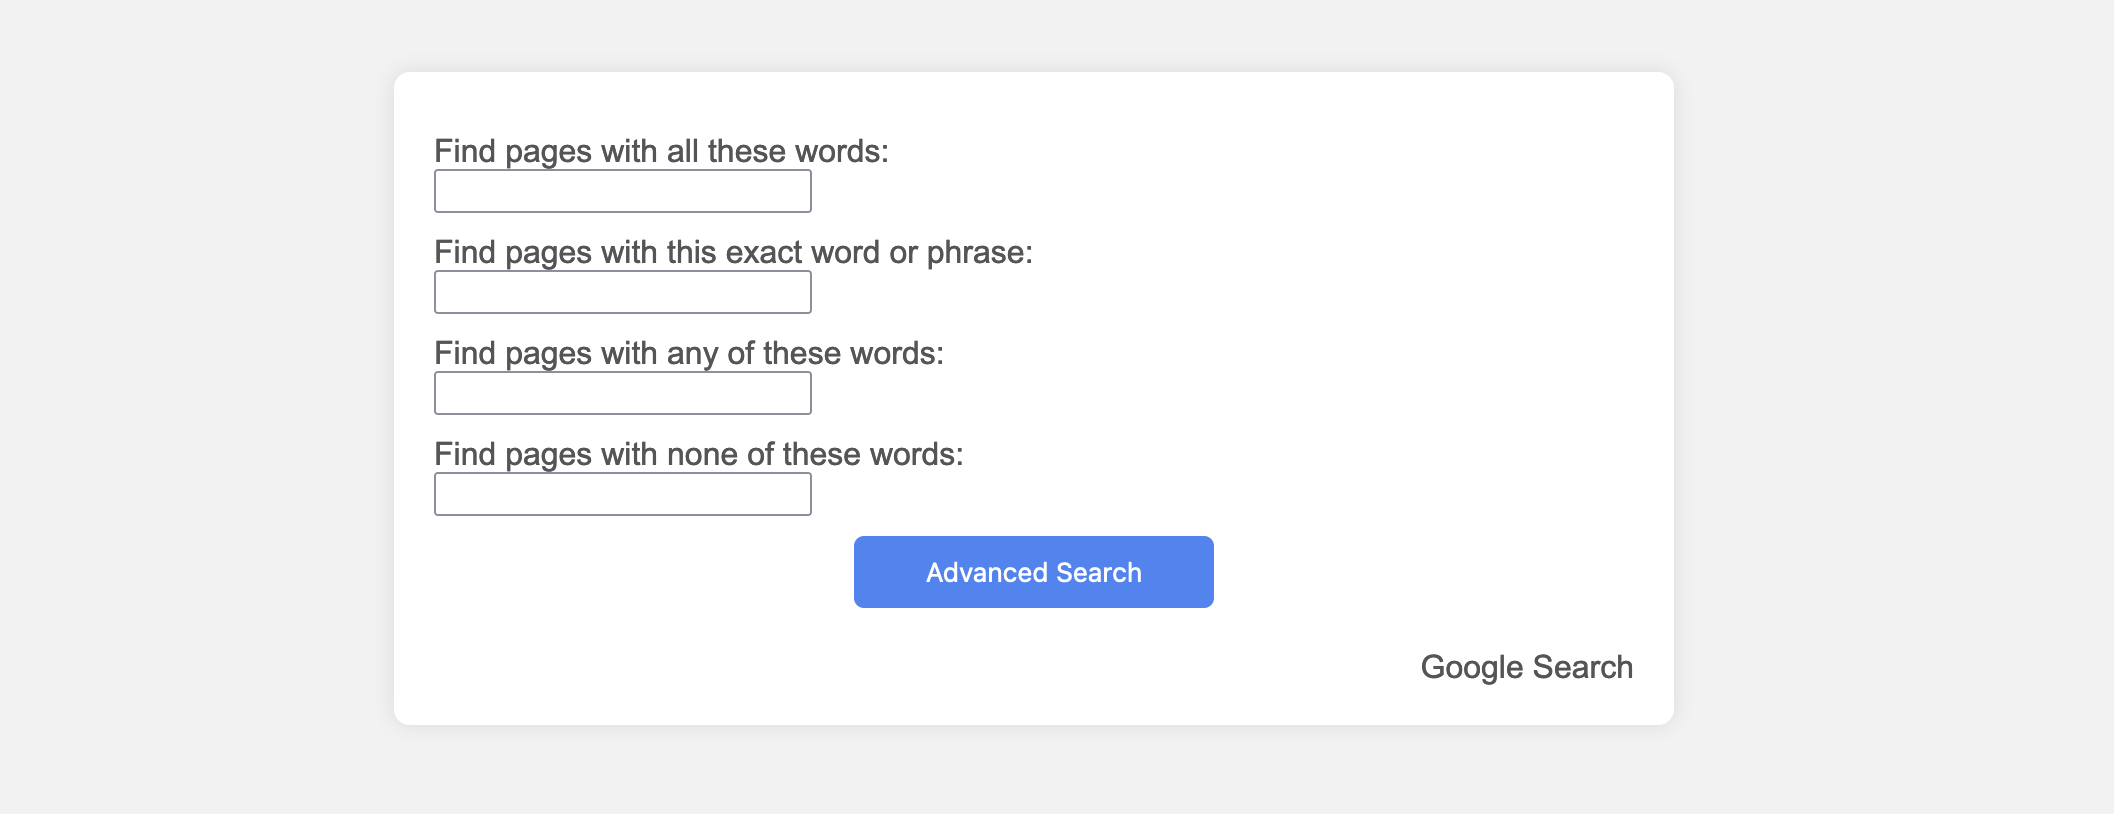 Find pages with all these words:
Find pages with this exact word or phrase:
Find pages with any of these words:
Find pages with none of these words:
Advanced Search
Google Search